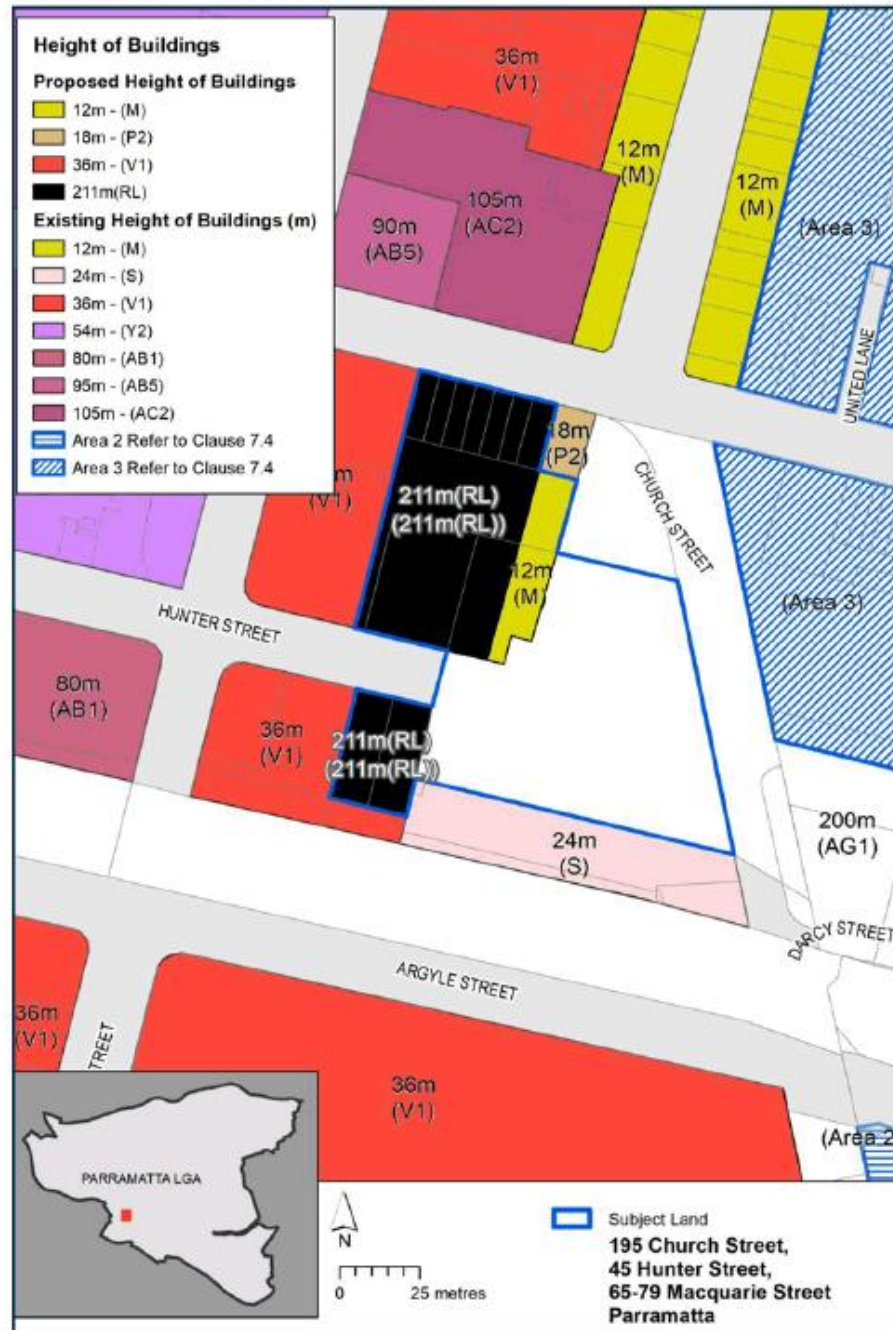 Height of Buildings
Proposed Height of Buildings
12m - (M)
18m - (P2)
36m - (V1)
211m(RL)
Existing Height of Buildings (m)
12m - (M)
24m - (S)
36m - (V1)
54m - (Y2)
80m - (AB1)
95m - (AB5)
105m - (AC2)
Area 2 Refer to Clause 7.4
Area 3 Refer to Clause 7.4
36m
(V1)
12m
(M)
12m
(M)
105m
(AC2)
90m
(AB5)
(Area 3)
UNITED LANE
18m
(P2)
CHURCH STREET
(V1)
211m(RL)
(211m(RL))
12m
(M)
(Area 3)
HUNTER STREET
80m
(AB1)
36m
(V1)
211m(RL)
(211m(RL))
24m
(S)
200m
(AG1)
DARCY STREET
ARGYLE STREET
36m
(V1)
36m
(V1)
(Area 2
PARRAMATTA LGA
N
0 25 metres
Subject Land
195 Church Street,
45 Hunter Street,
65-79 Macquarie Street
Parramatta